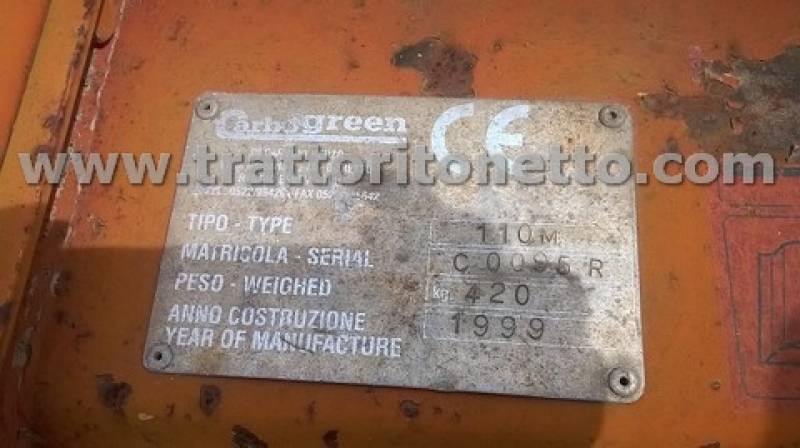 Carbogreen CE
www.trattoritonetto.com
TIPO - TYPE 110M
MATRICOLA - SERIAL C 0095 R
PESO - WEIGHED kg. 420
ANNO COSTRUZIONE
YEAR OF MANUFACTURE 1999